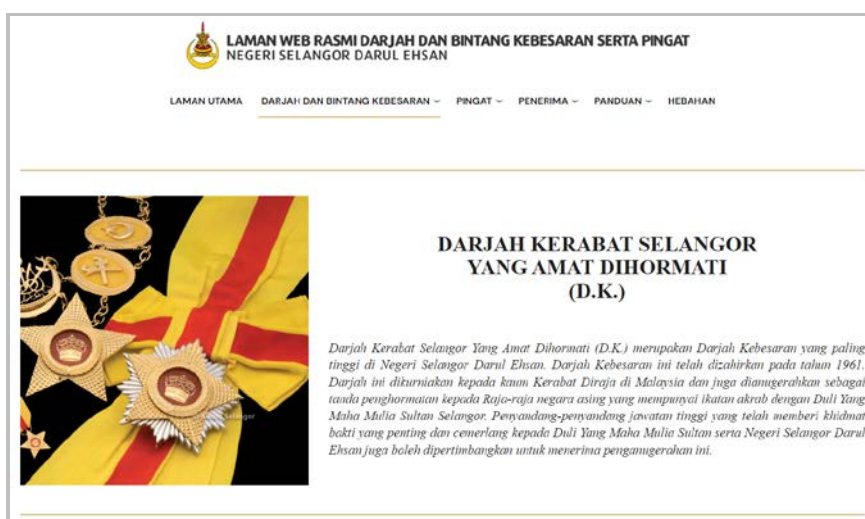 LAMAN WEB RASMI DARJAH DAN BINTANG KEBESARAN SERTA PINGAT
NEGERI SELANGOR DARUL EHSAN
LAMAN UTAMA DARJAH DAN BINTANG KEBESARAN PINGAT PENERIMA PANDUAN HEBAHAN
DARJAH KERABAT SELANGOR
YANG AMAT DIHORMATI
(D.K.)
Darjah Kerabat Selangor Yang Amat Dihormati (D.K.) merupakan Darjah Kebesaran yang paling
tinggi di Negeri Selangor Darul Ehsan. Darjah Kebesaran ini telah dizahirkan pada tahun 1961.
Darjah ini dikurniakan kepada kaum Kerabat Diraja di Malaysia dan juga dianugerahkan sebagai
tanda penghormatan kepada Raja-raja negara asing yang mempunyai ikatan akrab dengan Duli Yang
Maha Mulia Sultan Selangor. Penyandang-penyandang jawatan tinggi yang telah memberi khidmat
bakti yang penting dan cemerlang kepada Duli Yang Maha Mulia Sultan serta Negeri Selangor Darul
Ehsan juga boleh dipertimbangkan untuk menerima penganugerahan ini.